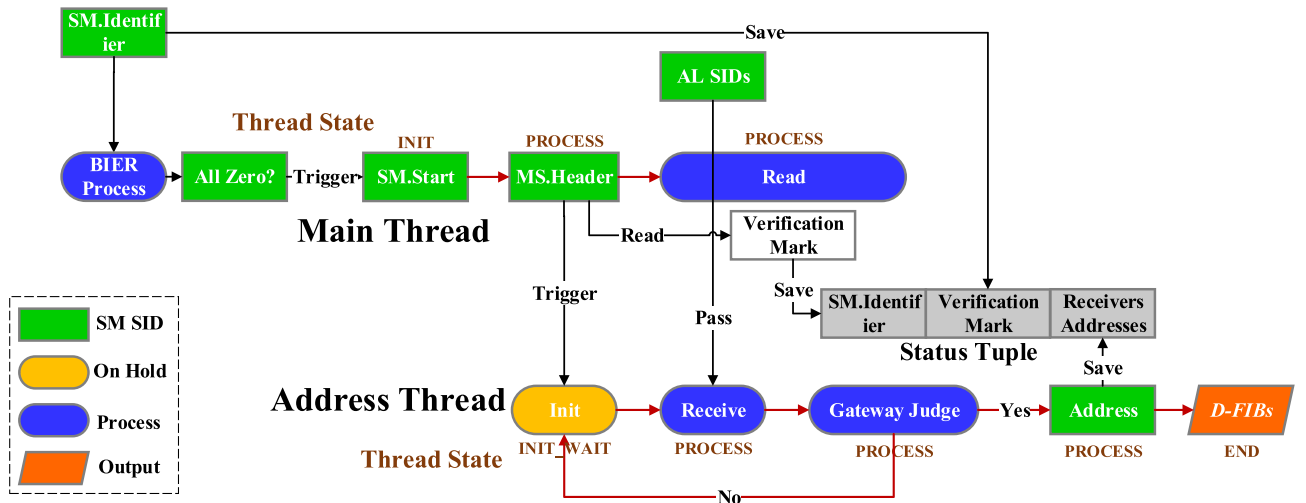 SM.Identif
ier
Save
AL SIDs
Thread State
INIT
PROCESS
PROCESS
BIER
Process
All Zero?
Trigger
SM.Start
MS.Header
Read
Main Thread
Read
Verification
Mark
Trigger
Save
Pass
SM.Identif
ier
Verification
Mark
Receivers
Addresses
Status Tuple
Save
SM SID
On Hold
Process
Output
Address Thread
Init
Receive
Gateway Judge
Yes
Address
D-FIBs
INIT_WAIT
PROCESS
PROCESS
PROCESS
END
Thread State
No